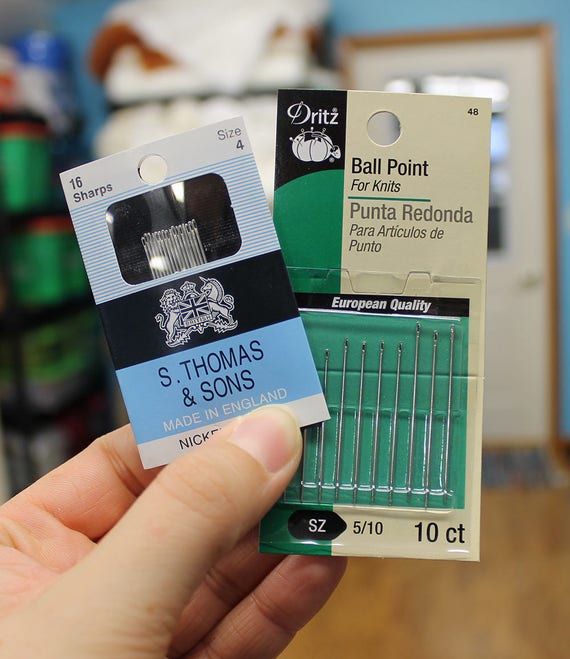 16
Sharps
Size
4
BRITISH
S. THOMAS
& SONS
MADE IN ENGLAND
Dritz®
48
Ball Point
For Knits
Punta Redonda
Para Artículos de
Punto
European Quality
SZ 5/10 10 ct